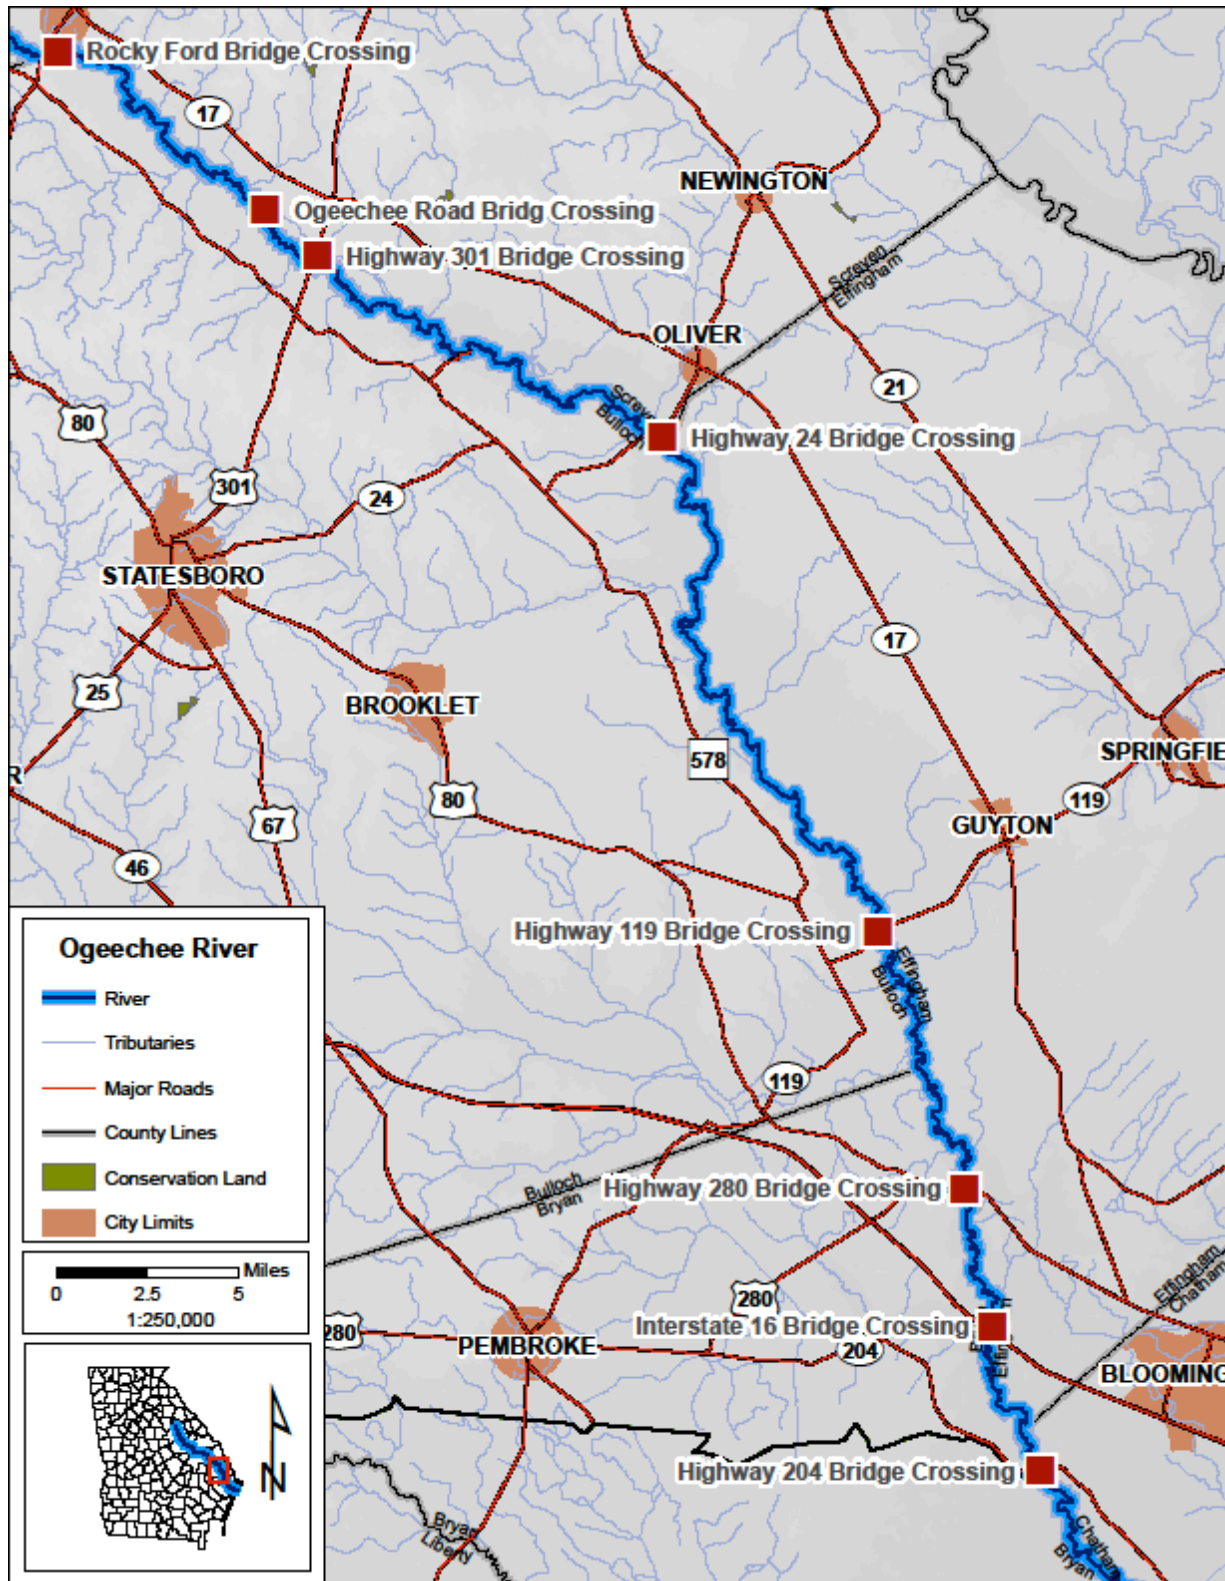 Rocky Ford Bridge Crossing
17
NEWINGTON
Ogeechee Road Bridg Crossing
Highway 301 Bridge Crossing
Screven
Effingham
OLIVER
21
80
Screven
Bulloch
Highway 24 Bridge Crossing
301
24
STATESBORO
17
25
BROOKLET
578
SPRINGFIE
R
80
119
67
GUYTON
46
Highway 119 Bridge Crossing
Effingham
Bulloch
Ogeechee River
River
Tributaries
Major Roads
County Lines
Conservation Land
City Limits
119
Bulloch
Bryan
Highway 280 Bridge Crossing
Effingham
Chatham
Miles
0 2.5 5
1:250,000
280
280
Interstate 16 Bridge Crossing
PEMBROKE
204
BLOOMING
N
Highway 204 Bridge Crossing
Bryan
Liberty
Chatham
Bryan